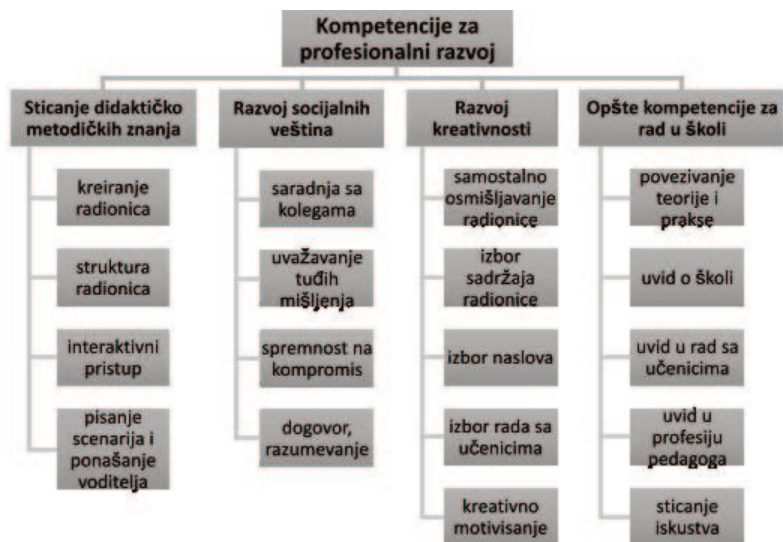 Kompetencije za
profesionalni razvoj
Sticanje didaktičko
metodičkih znanja
kreiranje
radionica
struktura
radionica
interaktivni
pristup
pisanje
scenarija i
ponašanje
voditelja
Razvoj socijalnih
veština
saradnja sa
kolegama
uvažavanje
tuđih
mišljenja
spremnost na
kompromis
dogovor,
razumevanje
Razvoj
kreativnosti
samostalno
osmišljavanje
radionice
izbor
sadržaja
radionice
izbor naslova
izbor rada sa
učenicima
kreativno
motivisanje
Opšte kompetencije za
rad u školi
povezivanje
teorije i
prakse
uvid o školi
uvid u rad sa
učenicima
uvid u
profesiju
pedagoga
sticanje
iskustva